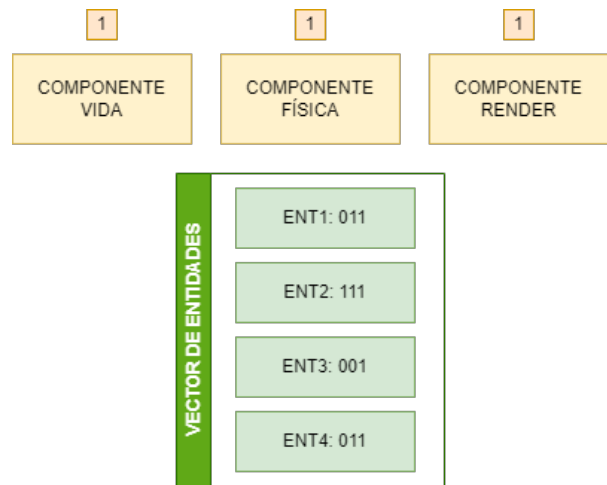 1
1
1
COMPONENTE
VIDA
COMPONENTE
FÍSICA
COMPONENTE
RENDER
VECTOR DE ENTIDADES
ENT1: 011
ENT2: 111
ENT3: 001
ENT4: 011